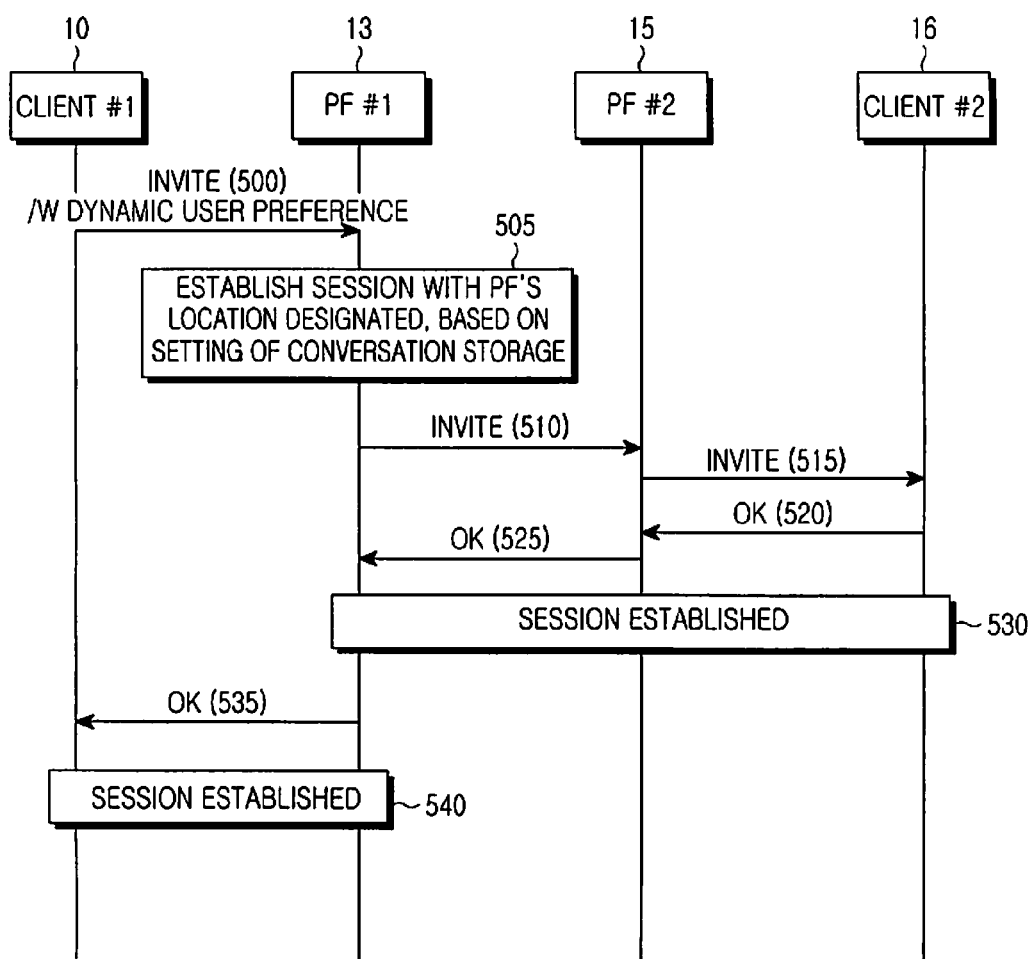 10
13
15
16
CLIENT #1
PF #1
PF #2
CLIENT #2
INVITE (500)
/W DYNAMIC USER PREFERENCE
505
ESTABLISH SESSION WITH PF'S
LOCATION DESIGNATED, BASED ON
SETTING OF CONVERSATION STORAGE
INVITE (510)
INVITE (515)
OK (520)
OK (525)
SESSION ESTABLISHED
530
OK (535)
SESSION ESTABLISHED
540